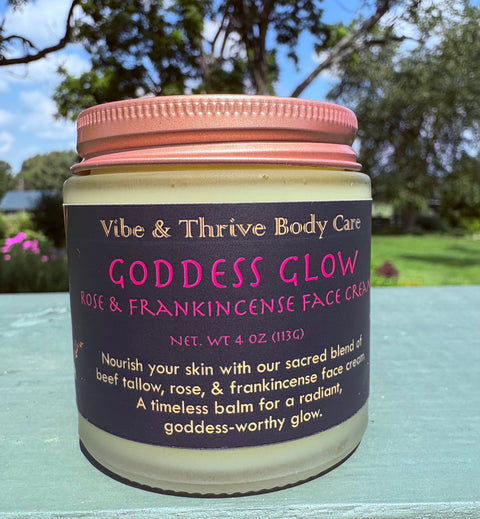 Vibe & Thrive Body Care
GODDESS GLOW
ROSE & FRANKINCENSE FACE CREAM
NET. WT 4 OZ (113G)
Nourish your skin with our sacred blend of
beef tallow, rose, & frankincense face cream
A timeless balm for a radiant,
goddess-worthy glow.